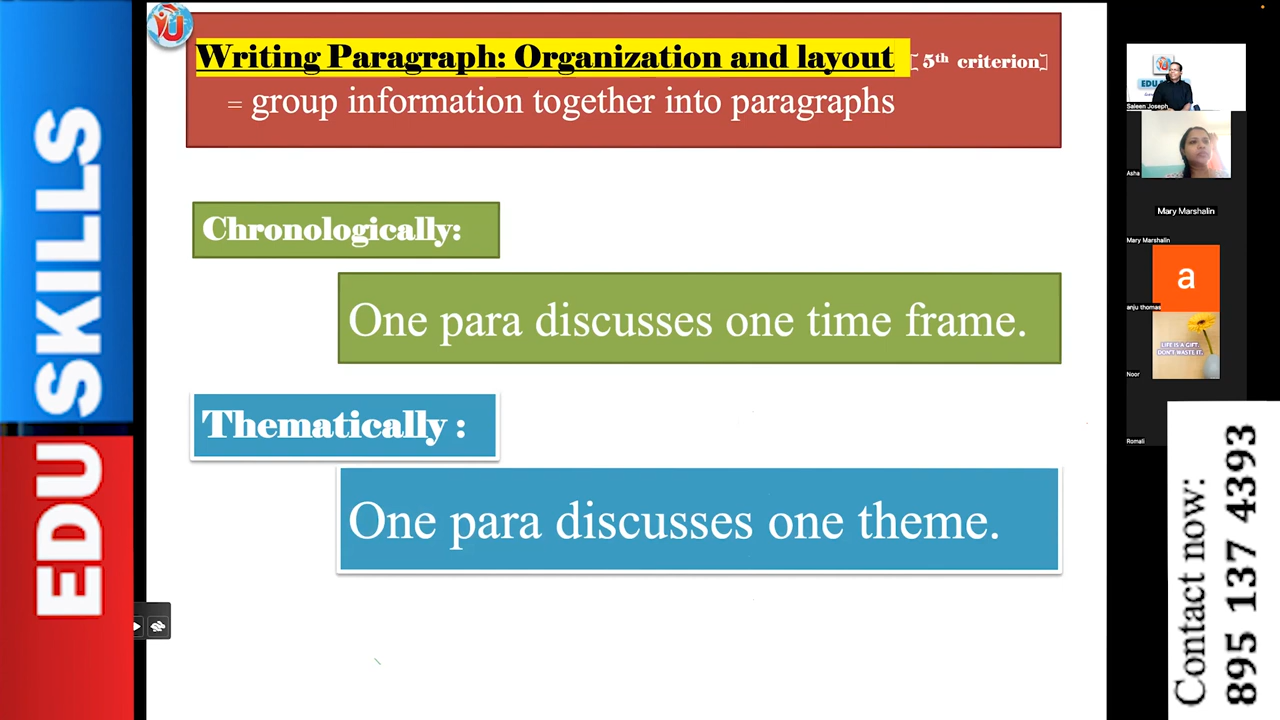 Writing Paragraph: Organization and layout [ 5th criterion]
= group information together into paragraphs
Chronologically:
One para discusses one time frame.
Thematically :
One para discusses one theme.
EDU SKILLS
U
EDU
Saleen Joseph
Asha
Mary Marshalin
Mary Marshalin
a
anju thomas
LIFE IS A GIFT.
DON'T WASTE IT.
Noor
Romali
Contact now:
895 137 4393